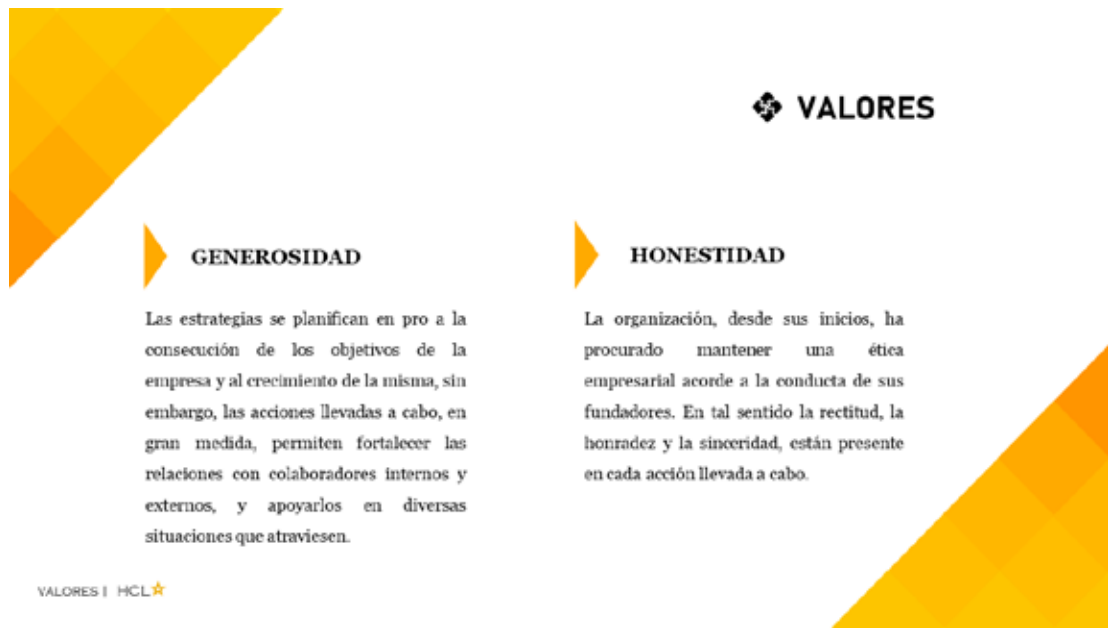 VALORES
GENEROSIDAD
Las estrategias se planifican en pro a la
consecución de los objetivos de la
empresa y al crecimiento de la misma, sin
embargo, las acciones llevadas a cabo, en
gran medida, permiten fortalecer las
relaciones con colaboradores internos y
externos, y apoyarlos en diversas
situaciones que atraviesen.
HONESTIDAD
La organización, desde sus inicios, ha
procurado mantener una ética
empresarial acorde a la conducta de sus
fundadores. En tal sentido la rectitud, la
honradez y la sinceridad, están presente
en cada acción llevada a cabo.
VALORES | HCL